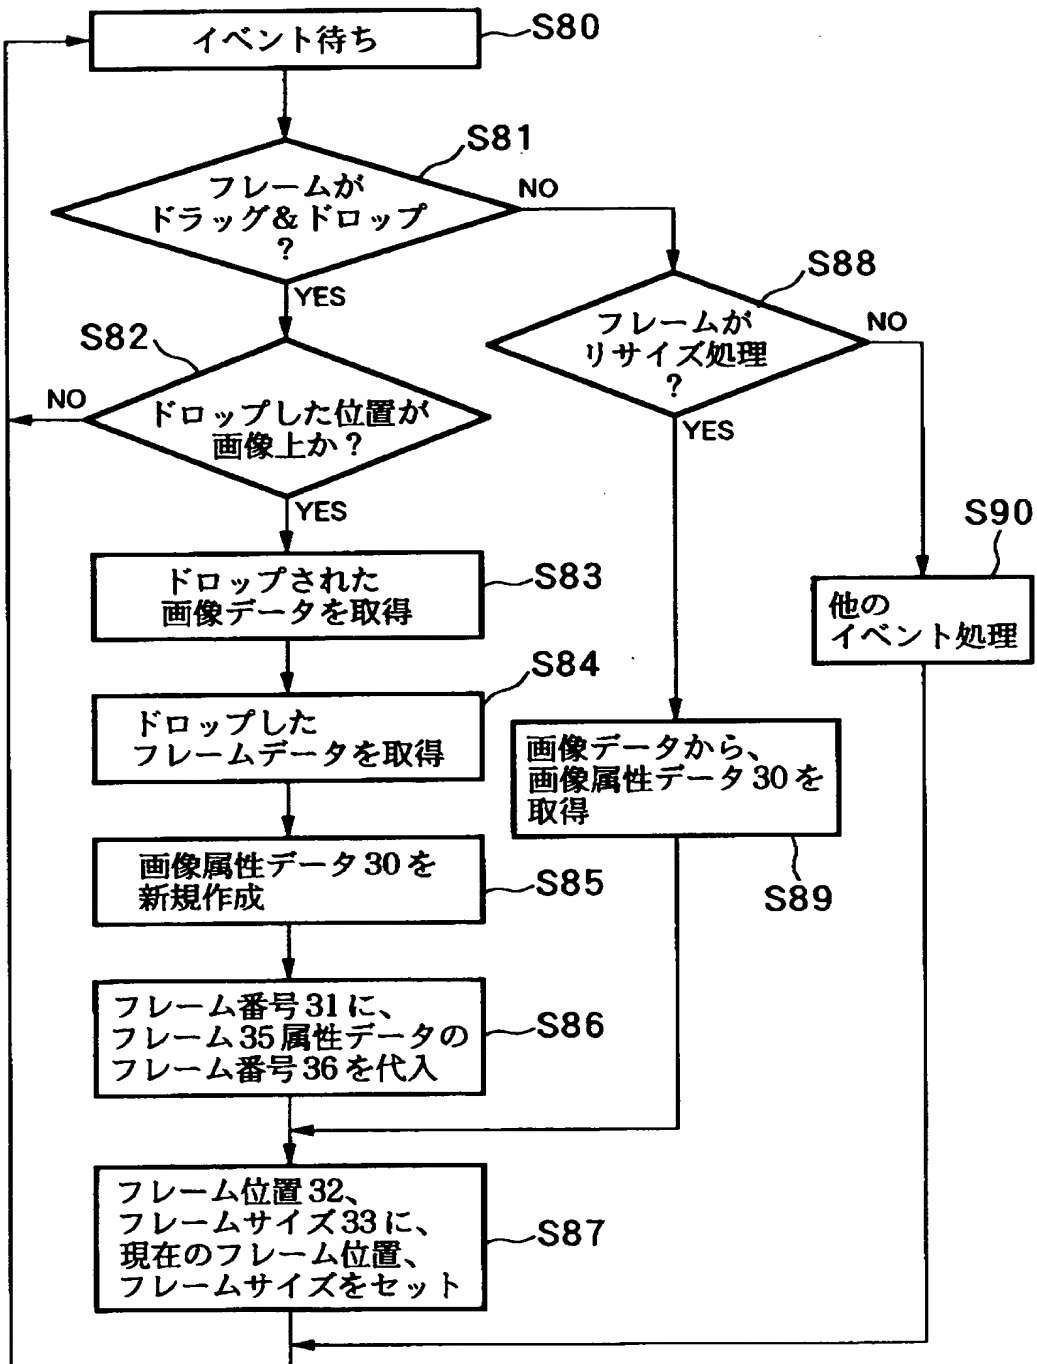 イベント待ち
S80
S81
フレームが
ドラッグ&ドロップ
?
NO
YES
S82
ドロップした位置が
画像上か?
NO
YES
S83
ドロップされた
画像データを取得
S84
ドロップした
フレームデータを取得
画像属性データ30を
新規作成
S85
フレーム番号31に、
フレーム35属性データの
フレーム番号36を代入
S86
フレーム位置32、
フレームサイズ33に、
現在のフレーム位置、
フレームサイズをセット
S87
S88
フレームが
リサイズ処理
?
NO
YES
画像データから、
画像属性データ30を
取得
S89
S90
他の
イベント処理